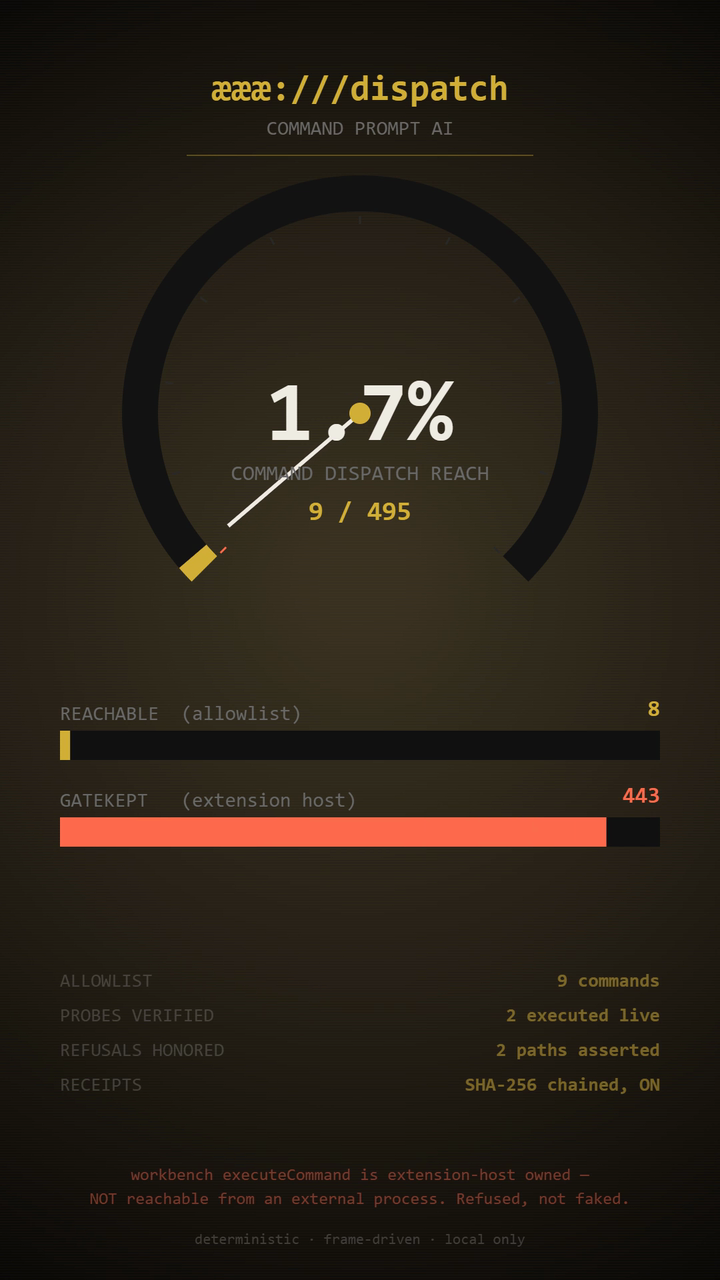 æææ:///dispatch
COMMAND PROMPT AI
1.7%
COMMAND DISPATCH REACH
9 / 495
REACHABLE (allowlist) 8
GATEKEPT (extension host) 443
ALLOWLIST 9 commands
PROBES VERIFIED 2 executed live
REFUSALS HONORED 2 paths asserted
RECEIPTS SHA-256 chained, ON
workbench executeCommand is extension-host owned —
NOT reachable from an external process. Refused, not faked.
deterministic · frame-driven · local only